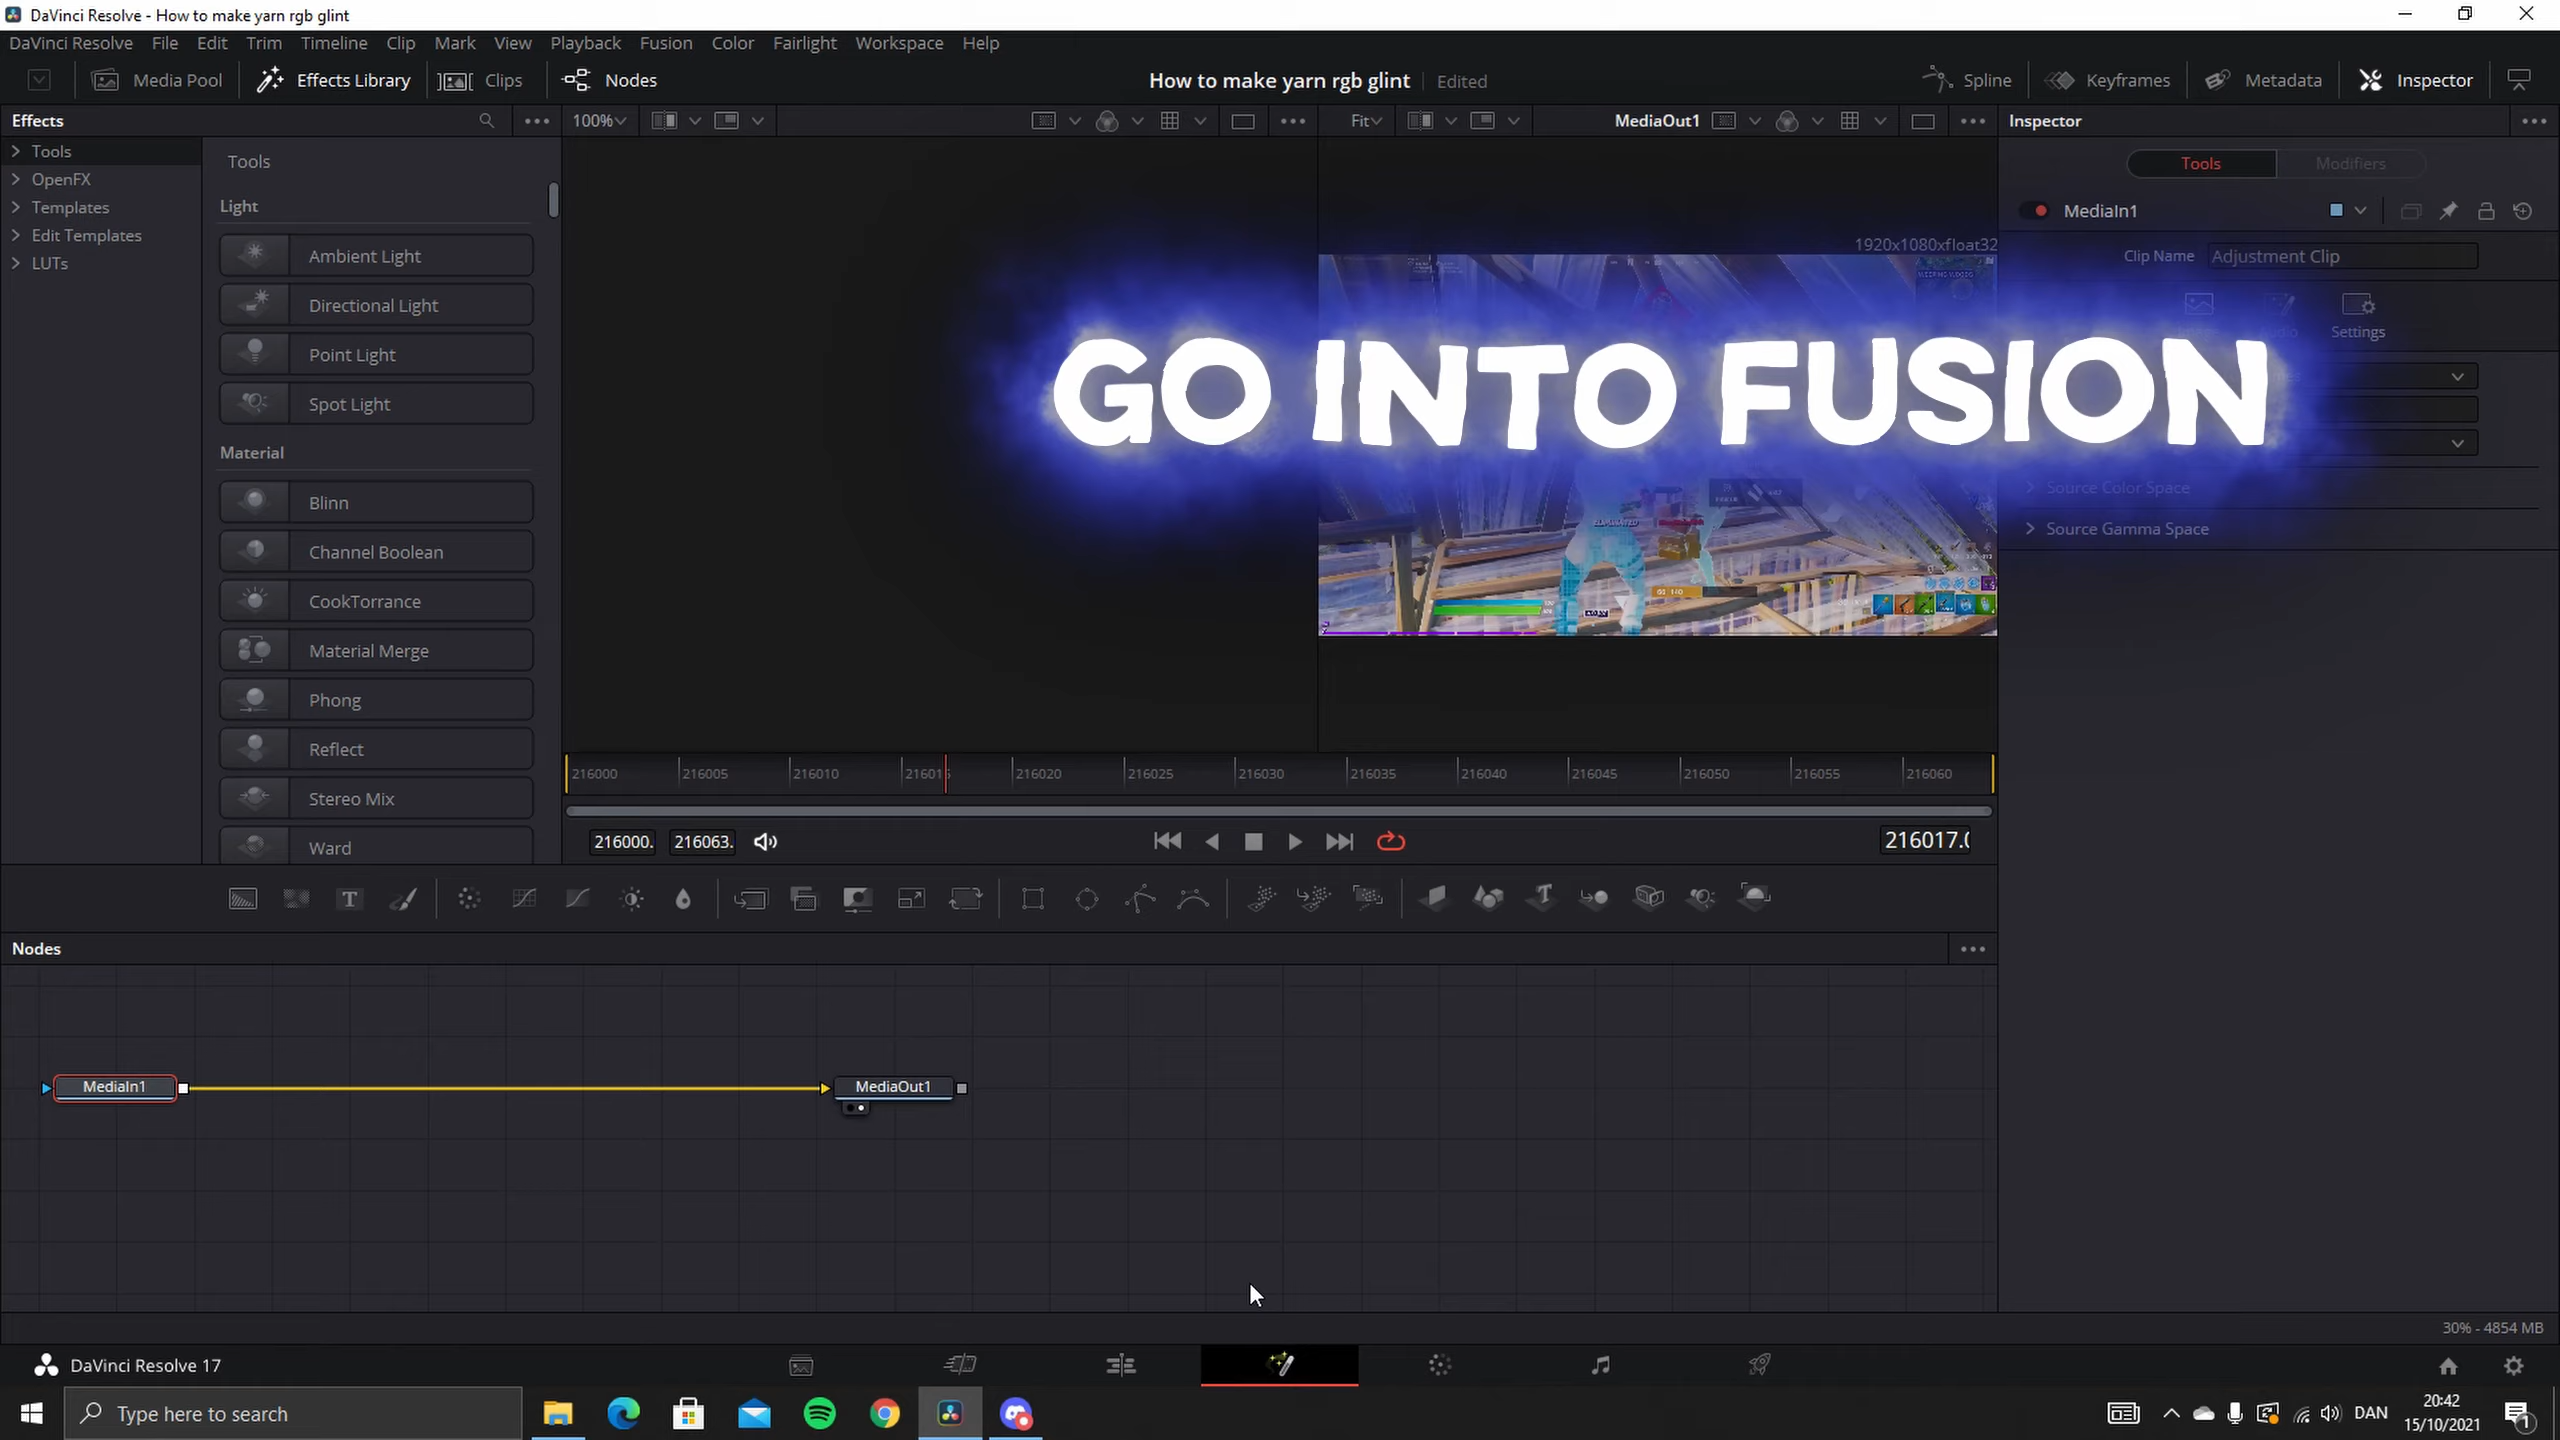 DaVinci Resolve - How to make yarn rgb glint
DaVinci Resolve File Edit Trim Timeline Clip Mark View Playback Fusion Color Fairlight Workspace Help
Media Pool Effects Library Clips Nodes How to make yarn rgb glint Edited Spline Keyframes Metadata Inspector
Effects 100% Fit MediaOut1 Inspector
Tools
OpenFX
Templates
Edit Templates
LUTs
Tools
Light
Ambient Light
Directional Light
Point Light
Spot Light
Material
Blinn
Channel Boolean
CookTorrance
Material Merge
Phong
Reflect
Stereo Mix
Ward
1920x1080xfloat32
GO INTO FUSION
ELIMINATED
Tools Modifiers
MediaIn1
Clip Name Adjustment Clip
Settings
Source Color Space
Source Gamma Space
216000 216005 216010 21601 216020 216025 216030 216035 216040 216045 216050 216055 216060
216000. 216063. 216017.0
Nodes
MediaIn1 MediaOut1
30% - 4854 MB
DaVinci Resolve 17
Type here to search
DAN
20:42
15/10/2021
1